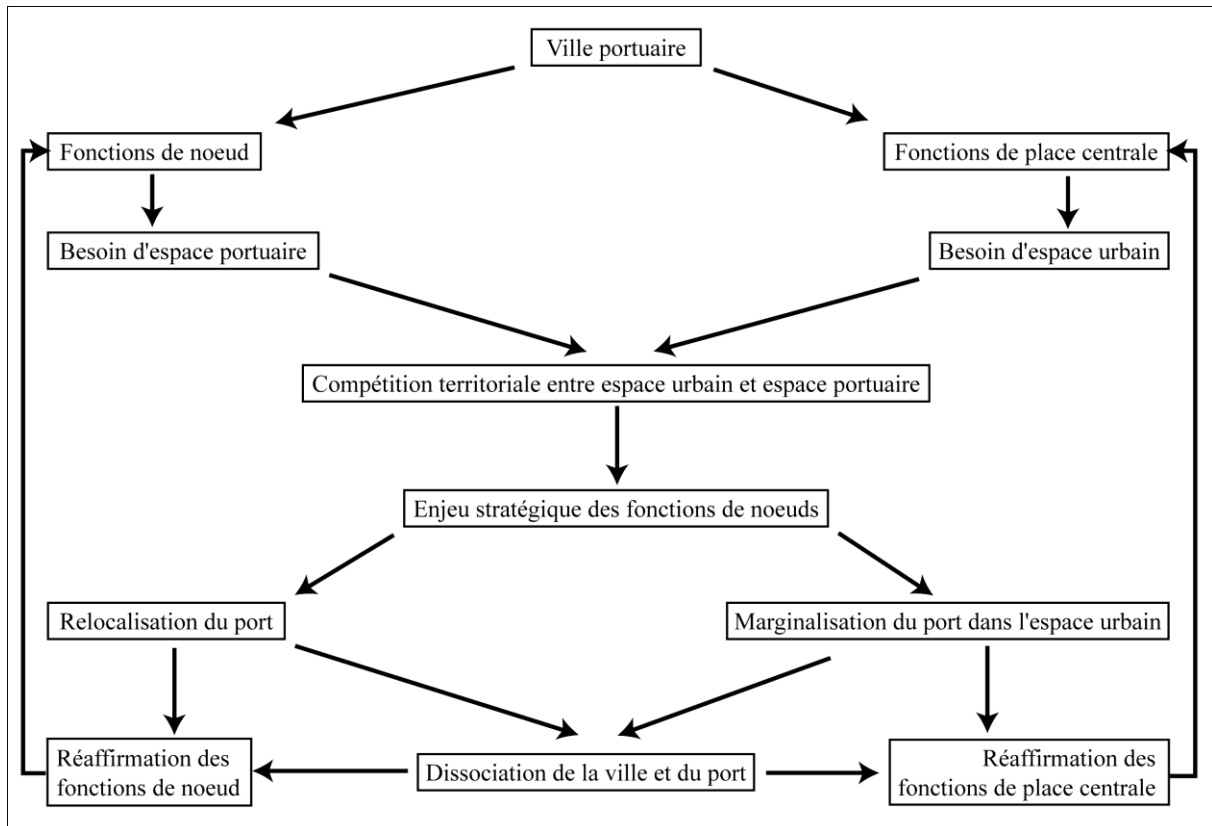 Ville portuaire
Fonctions de noeud
Fonctions de place centrale
Besoin d'espace portuaire
Besoin d'espace urbain
Compétition territoriale entre espace urbain et espace portuaire
Enjeu stratégique des fonctions de noeuds
Relocalisation du port
Marginalisation du port dans l'espace urbain
Réaffirmation des
fonctions de noeud
Dissociation de la ville et du port
Réaffirmation des
fonctions de place centrale